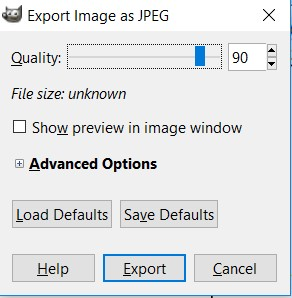 Export Image as JPEG
Quality: 90
File size: unknown
Show preview in image window
Advanced Options
Load Defaults Save Defaults
Help Export Cancel